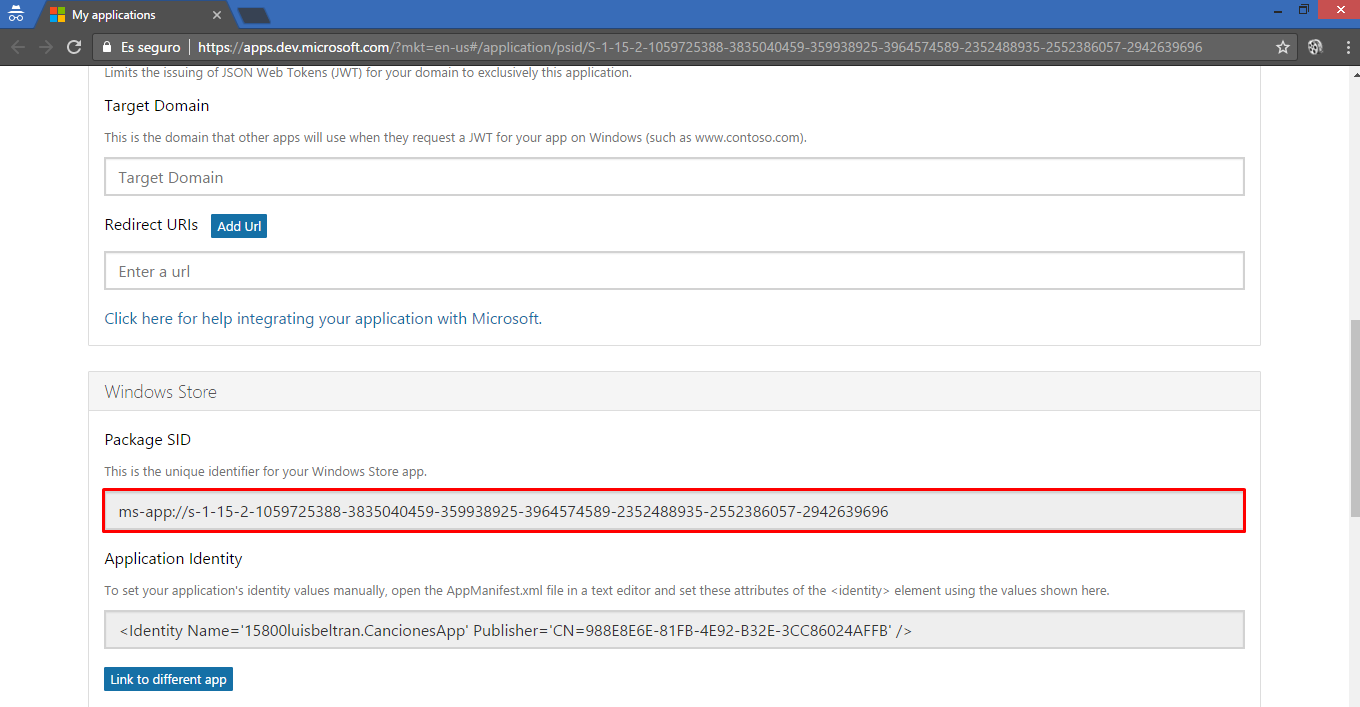 My applications
Es seguro | https://apps.dev.microsoft.com/?mkt=en-us#/application/psid/S-1-15-2-1059725388-3835040459-359938925-3964574589-2352488935-2552386057-2942639696
Limits the issuing of JSON Web Tokens (JWT) for your domain to exclusively this application.
Target Domain
This is the domain that other apps will use when they request a JWT for your app on Windows (such as www.contoso.com).
Target Domain
Redirect URIs Add Url
Enter a url
Click here for help integrating your application with Microsoft.
Windows Store
Package SID
This is the unique identifier for your Windows Store app.
ms-app://s-1-15-2-1059725388-3835040459-359938925-3964574589-2352488935-2552386057-2942639696
Application Identity
To set your application's identity values manually, open the AppManifest.xml file in a text editor and set these attributes of the <identity> element using the values shown here.
<Identity Name='15800luisbeltran.CancionesApp' Publisher='CN=988E8E6E-81FB-4E92-B32E-3CC86024AFFB' />
Link to different app